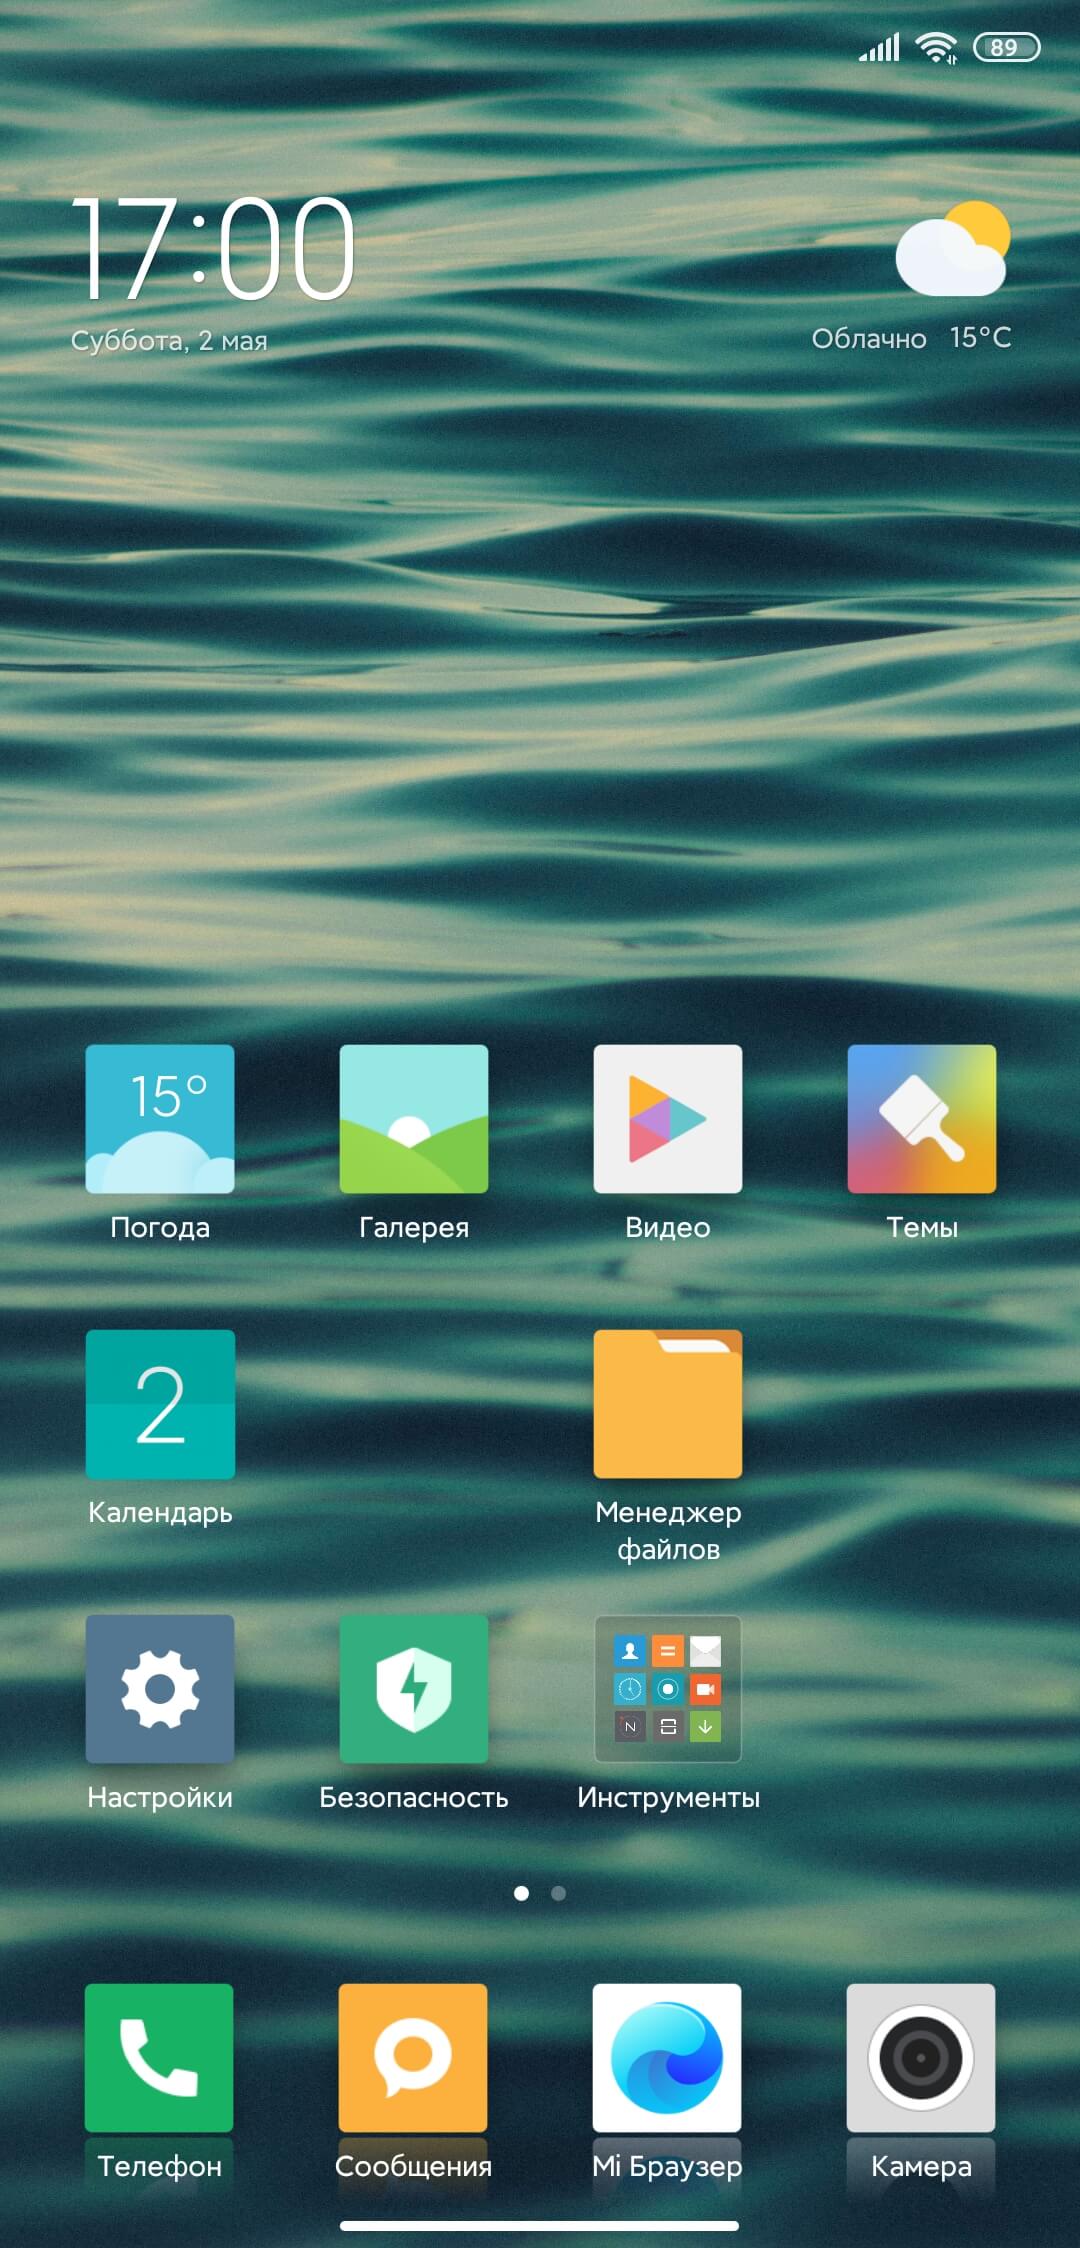 89
17:00
Суббота, 2 мая
Облачно 15°C
15°
Погода
Галерея
Видео
Темы
2
Календарь
Менеджер
файлов
N
Настройки
Безопасность
Инструменты
Телефон
Сообщения
Mi Браузер
Камера